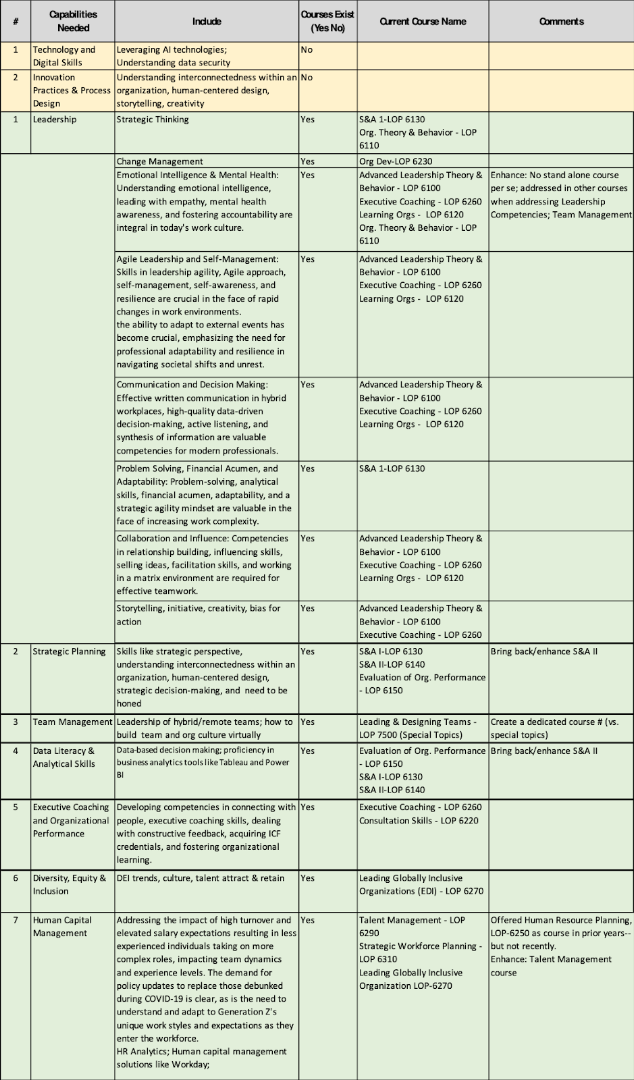 # Capabilities Needed Include Courses Exist (Yes No) Current Course Name Comments
1 Technology and Leveraging AI technologies; No
Digital Skills Understanding data security
2 Innovation Understanding interconnectedness within an No
Practices & Process organization, human-centered design,
Design storytelling, creativity
1 Leadership Strategic Thinking Yes S&A 1-LOP 6130
Org. Theory & Behavior - LOP
6110
Change Management Yes Org Dev-LOP 6230
Emotional Intelligence & Mental Health: Yes Advanced Leadership Theory & Enhance: No stand alone course
Understanding emotional intelligence, Behavior - LOP 6100 per se; addressed in other courses
leading with empathy, mental health Executive Coaching - LOP 6260 when addressing Leadership
awareness, and fostering accountability are Learning Orgs - LOP 6120 Competencies; Team Management
integral in today's work culture. Org. Theory & Behavior - LOP
6110
Agile Leadership and Self-Management: Yes Advanced Leadership Theory &
Skills in leadership agility, Agile approach, Behavior - LOP 6100
self-management, self-awareness, and Executive Coaching - LOP 6260
resilience are crucial in the face of rapid Learning Orgs - LOP 6120
changes in work environments.
the ability to adapt to external events has
become crucial, emphasizing the need for
professional adaptability and resilience in
navigating societal shifts and unrest.
Communication and Decision Making: Yes Advanced Leadership Theory &
Effective written communication in hybrid Behavior - LOP 6100
workplaces, high-quality data-driven Executive Coaching - LOP 6260
decision-making, active listening, and Learning Orgs - LOP 6120
synthesis of information are valuable
competencies for modern professionals.
Problem Solving, Financial Acumen, and Yes S&A 1-LOP 6130
Adaptability: Problem-solving, analytical
skills, financial acumen, adaptability, and a
strategic agility mindset are valuable in the
face of increasing work complexity.
Collaboration and Influence: Competencies Yes Advanced Leadership Theory &
in relationship building, influencing skills, Behavior - LOP 6100
selling ideas, facilitation skills, and working Executive Coaching - LOP 6260
in a matrix environment are required for Learning Orgs - LOP 6120
effective teamwork.
Storytelling, initiative, creativity, bias for Yes Advanced Leadership Theory &
action Behavior - LOP 6100
Executive Coaching - LOP 6260
2 Strategic Planning Skills like strategic perspective, Yes S&A I-LOP 6130 Bring back/enhance S&A II
understanding interconnectedness within an S&A II-LOP 6140
organization, human-centered design, Evaluation of Org. Performance
strategic decision-making, and need to be - LOP 6150
honed
3 Team Management Leadership of hybrid/remote teams; how to Yes Leading & Designing Teams - Create a dedicated course # (vs.
build team and org culture virtually LOP 7500 (Special Topics) special topics)
4 Data Literacy & Data-based decision making; proficiency in Yes Evaluation of Org. Performance Bring back/enhance S&A II
Analytical Skills business analytics tools like Tableau and Power - LOP 6150
BI S&A I-LOP 6130
S&A II-LOP 6140
5 Executive Coaching Developing competencies in connecting with Yes Executive Coaching - LOP 6260
and Organizational people, executive coaching skills, dealing Consultation Skills - LOP 6220
Performance with constructive feedback, acquiring ICF
credentials, and fostering organizational
learning.
6 Diversity, Equity & DEI trends, culture, talent attract & retain Yes Leading Globally Inclusive
Inclusion Organizations (EDI) - LOP 6270
7 Human Capital Addressing the impact of high turnover and Yes Talent Management - LOP Offered Human Resource Planning,
Management elevated salary expectations resulting in less 6290 LOP-6250 as course in prior years--
experienced individuals taking on more Strategic Workforce Planning - but not recently.
complex roles, impacting team dynamics LOP 6310 Enhance: Talent Management
and experience levels. The demand for Leading Globally Inclusive course
policy updates to replace those debunked Organization LOP-6270
during COVID-19 is clear, as is the need to
understand and adapt to Generation Z's
unique work styles and expectations as they
enter the workforce.
HR Analytics; Human capital management
solutions like Workday;